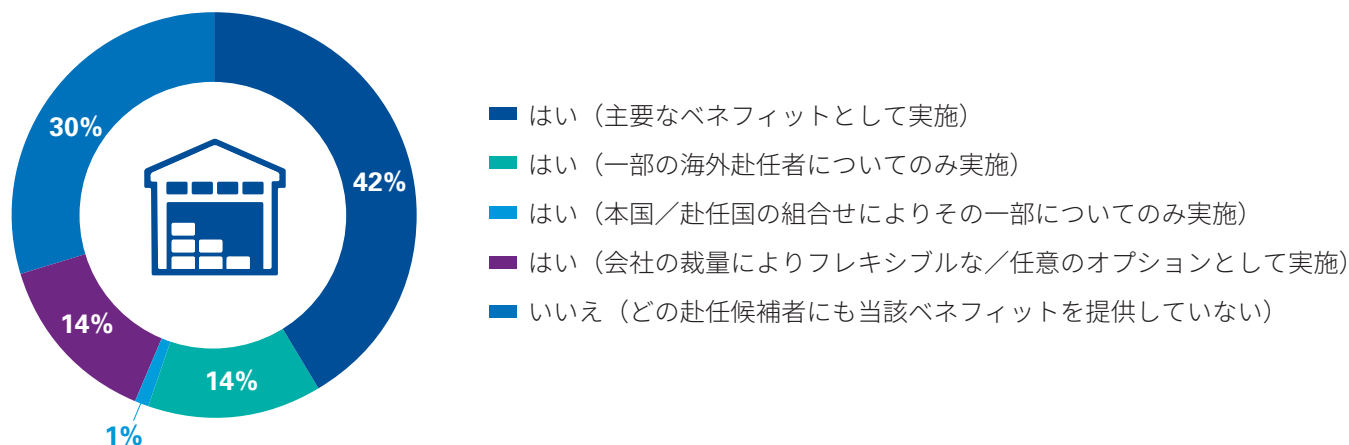 30%
42%
14%
14%
1%
はい（主要なベネフィットとして実施）
はい（一部の海外赴任者についてのみ実施）
はい（本国／赴任国の組合せによりその一部についてのみ実施）
はい（会社の裁量によりフレキシブルな／任意のオプションとして実施）
いいえ（どの赴任候補者にも当該ベネフィットを提供していない）